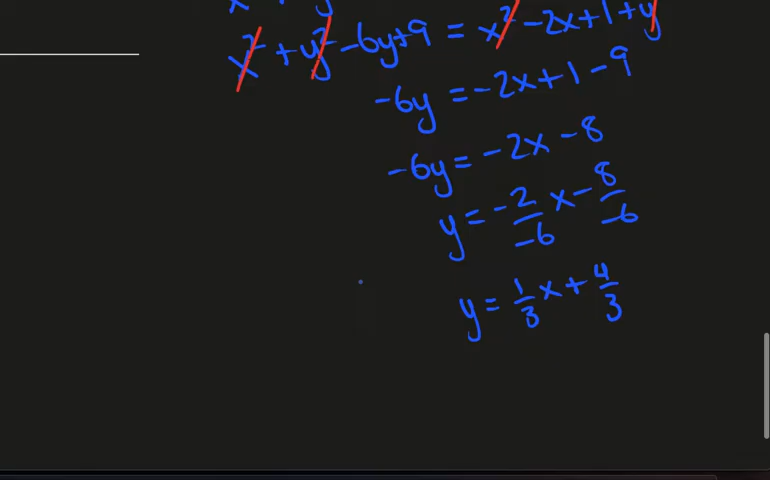 x² + y² - 6y + 9 = x² - 2x + 1 + y
-6y = -2x + 1 - 9
-6y = -2x - 8
y = -2/-6 x - 8/-6
y = 1/3 x + 4/3